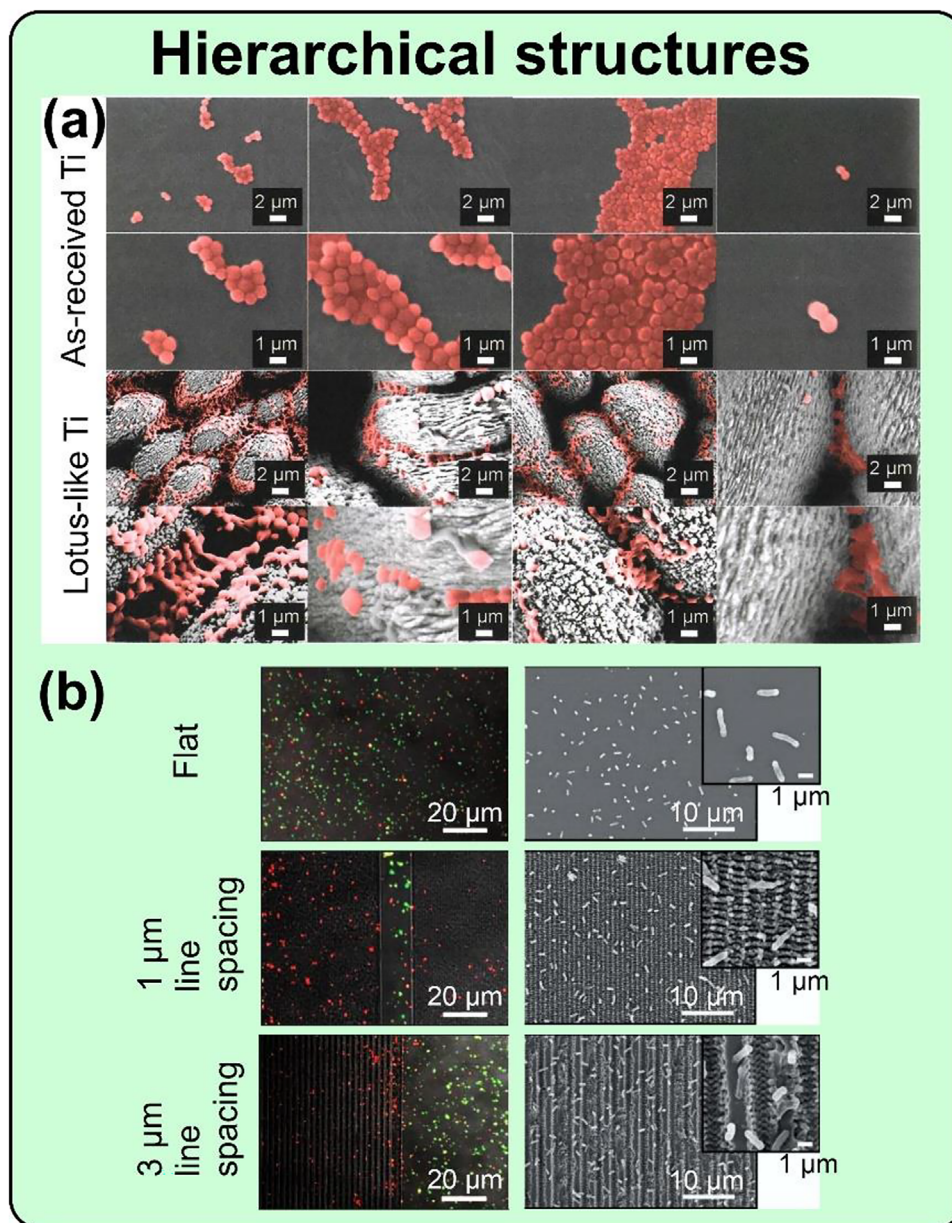 Hierarchical structures
(a)
As-received Ti
2 µm 2 µm 2 µm 2 µm
1 µm 1 µm 1 µm 1 µm
Lotus-like Ti
2 µm 2 µm 2 µm 2 µm
1 µm 1 µm 1 µm 1 µm
(b)
Flat
20 µm 10 µm 1 µm
1 µm
line
spacing
20 µm 10 µm 1 µm
3 µm
line
spacing
20 µm 10 µm 1 µm